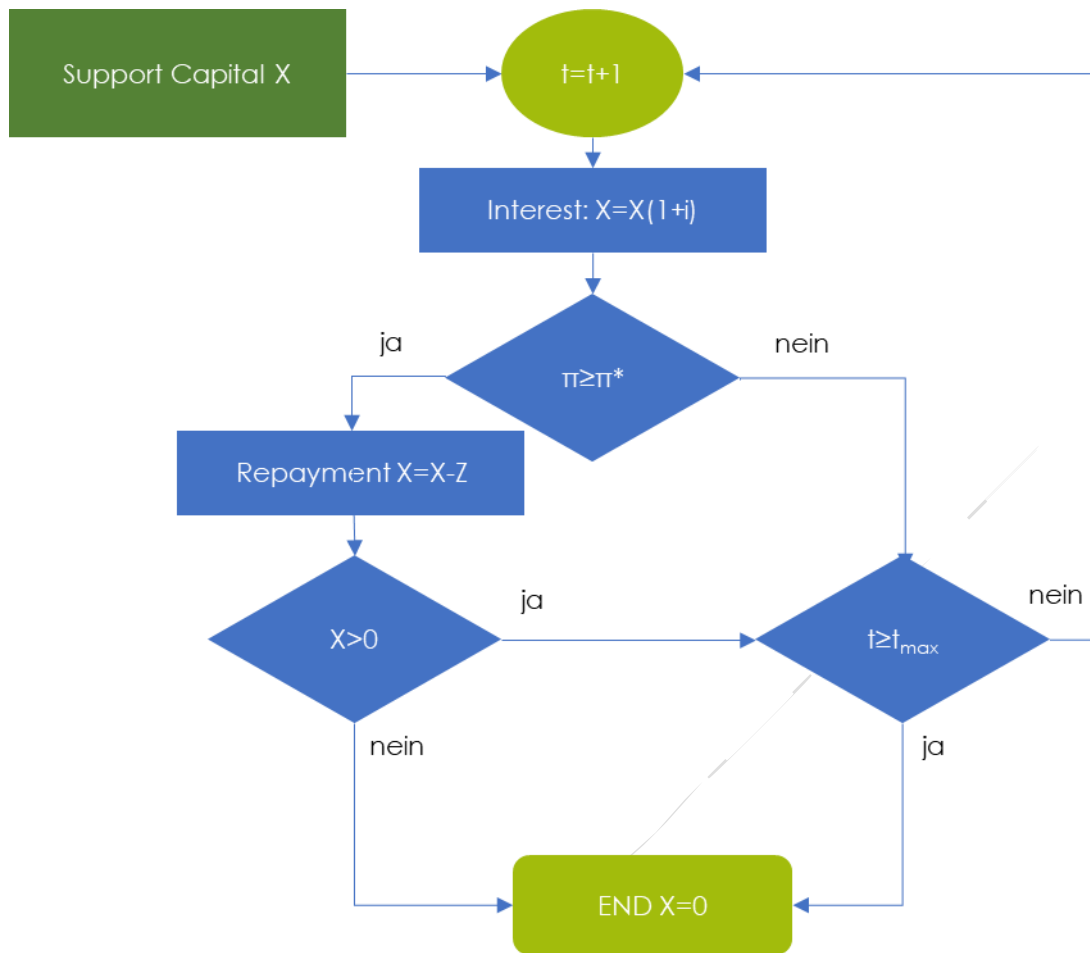 Support Capital X
t=t+1
Interest: X=X(1+i)
ja
nein
π≥π*
Repayment X=X-Z
X>0
ja
t≥tₘₐₓ
nein
nein
ja
END X=0